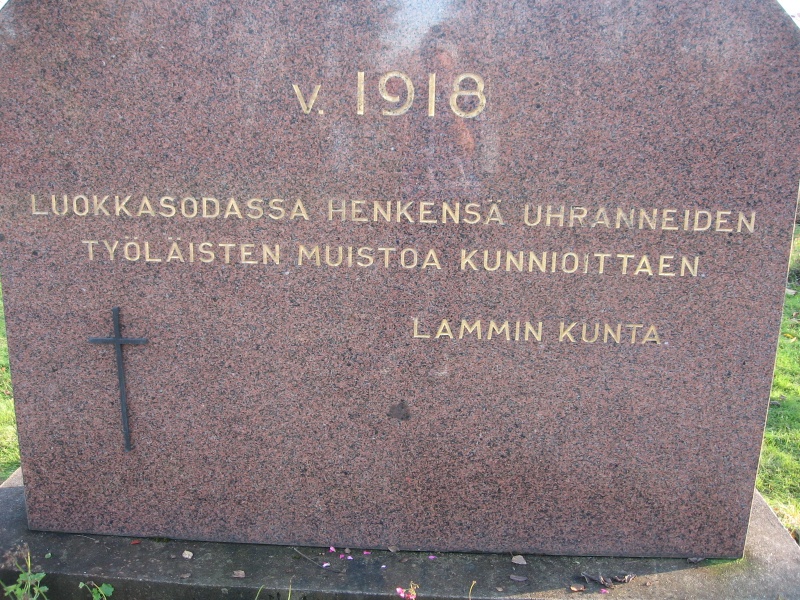 v. 1918
LUOKKASODASSA HENKENSÄ UHRANNEIDEN
TYÖLÄISTEN MUISTOA KUNNIOITTAEN.
LAMMIN KUNTA.